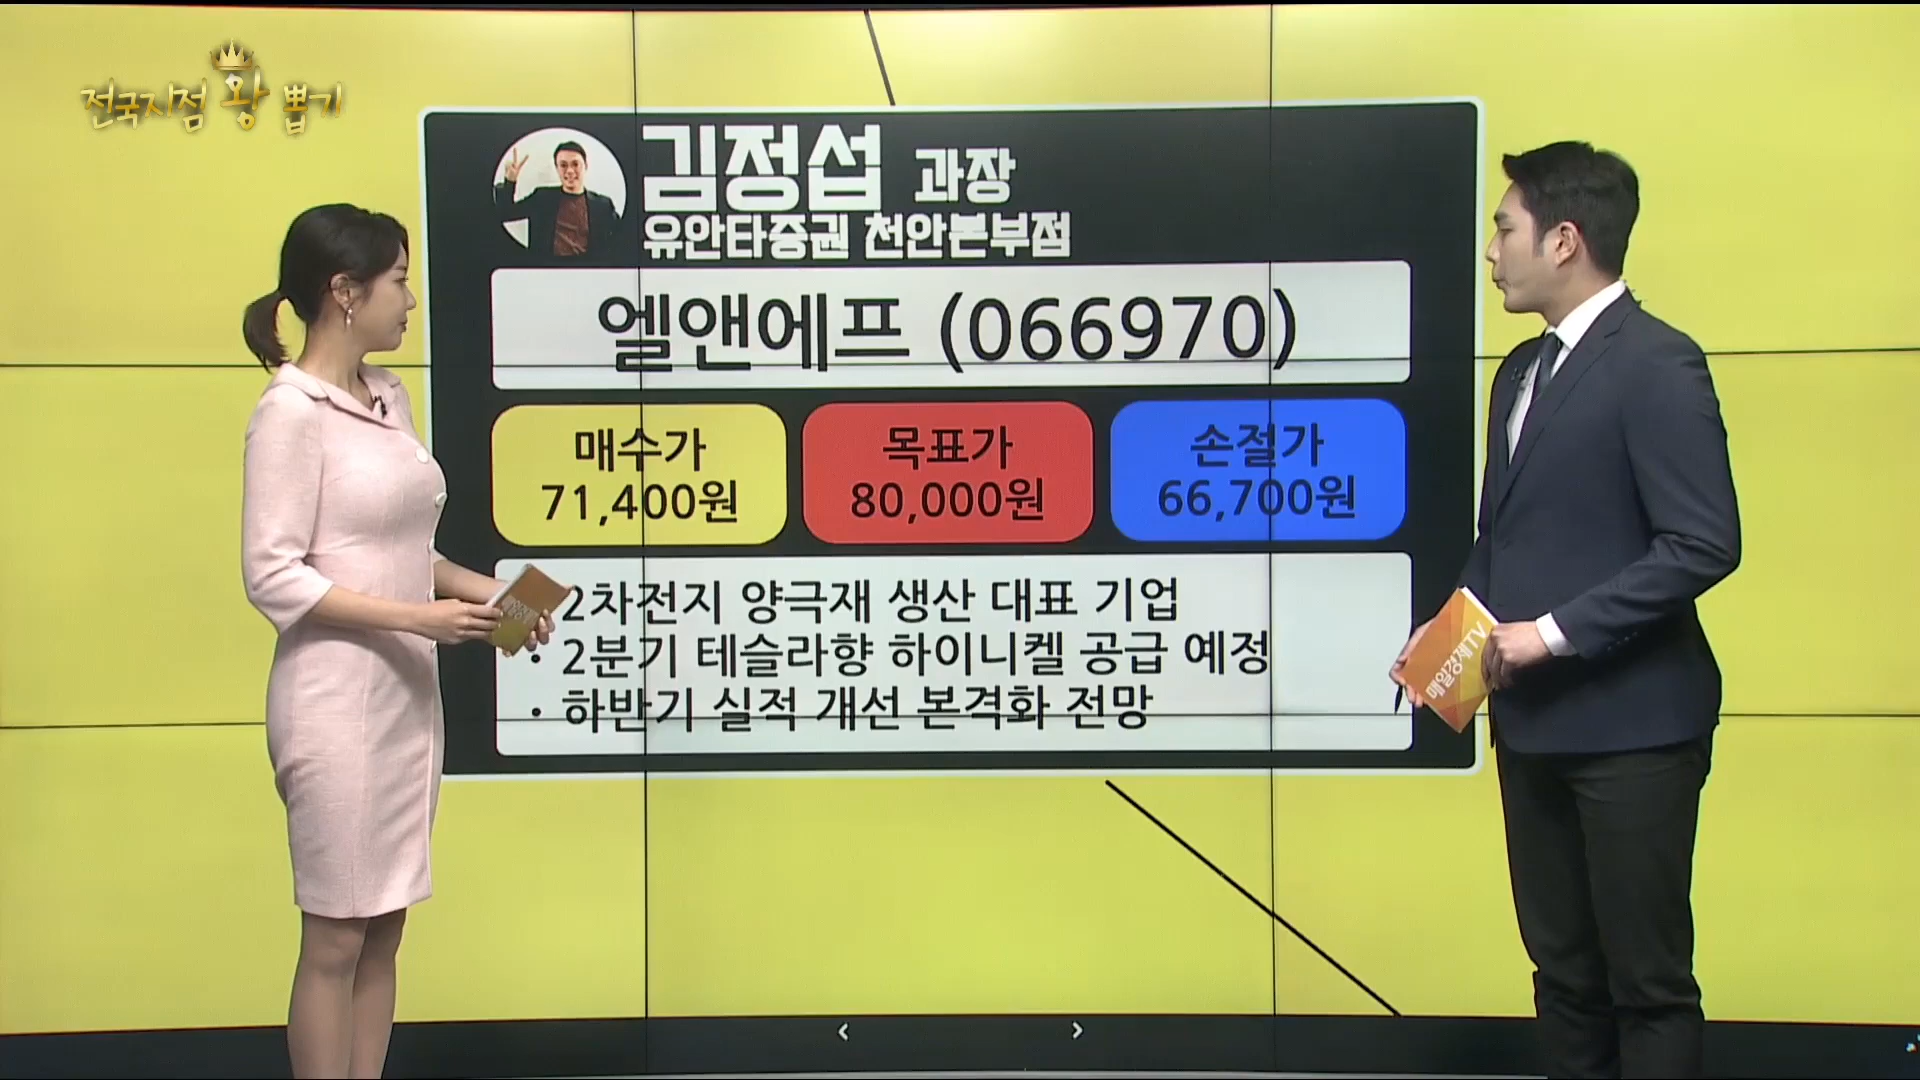 전국지점 왕 뽑기
김정섭 과장
유안타증권 천안본부점
엘앤에프 (066970)
매수가
71,400원
목표가
80,000원
손절가
66,700원
2차전지 양극재 생산 대표 기업
· 2분기 테슬라향 하이니켈 공급 예정
· 하반기 실적 개선 본격화 전망
매일경제TV